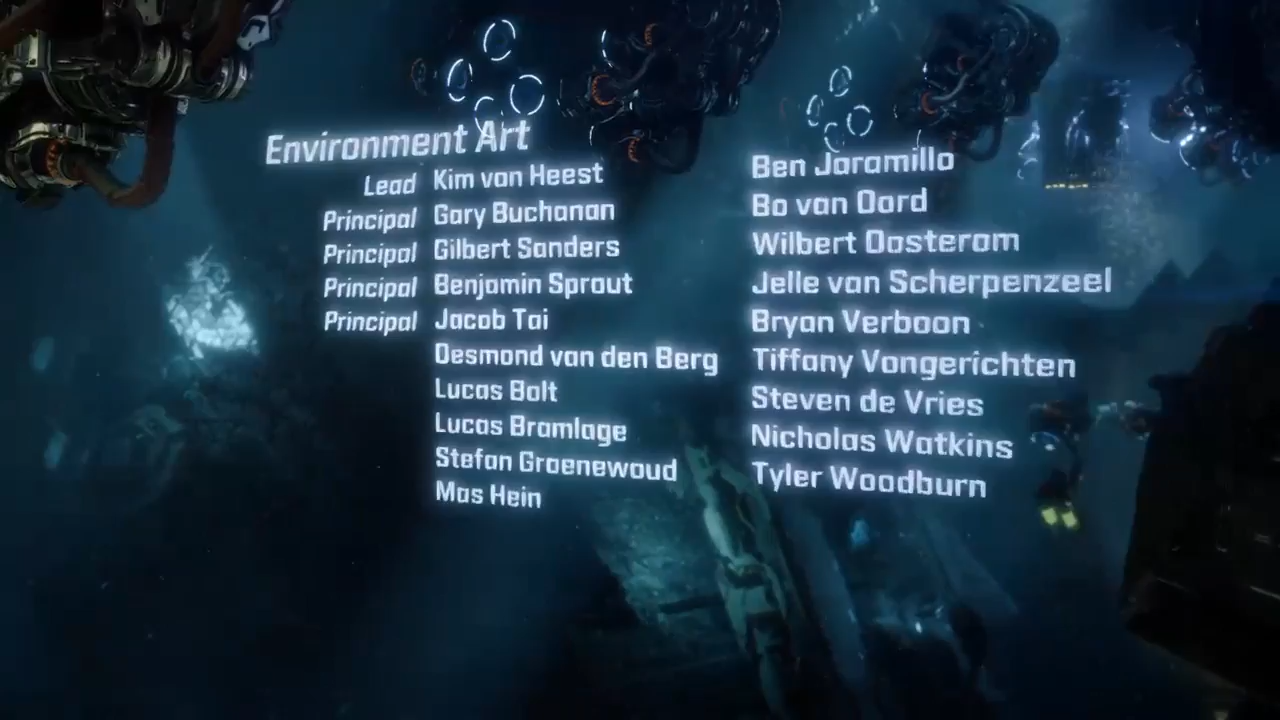 Environment Art
Lead Kim van Heest
Principal Gary Buchanan
Principal Gilbert Sanders
Principal Benjamin Sprout
Principal Jacob Tai
Desmond van den Berg
Lucas Bolt
Lucas Bramlage
Stefan Groenewoud
Mas Hein
Ben Jaramillo
Bo van Oord
Wilbert Oosterom
Jelle van Scherpenzeel
Bryan Verboon
Tiffany Vongerichten
Steven de Vries
Nicholas Watkins
Tyler Woodburn